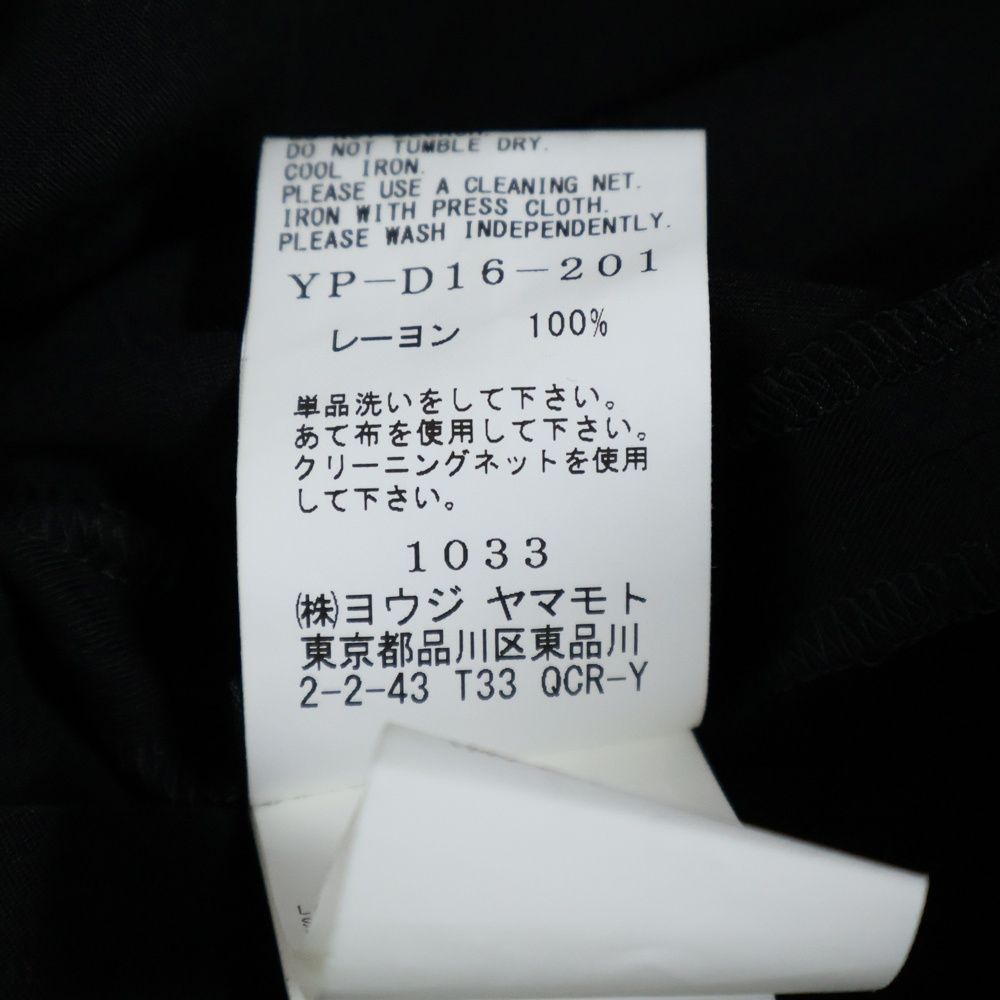 DO NOT TUMBLE DRY.
COOL IRON.
PLEASE USE A CLEANING NET.
IRON WITH PRESS CLOTH.
PLEASE WASH INDEPENDENTLY.
YP-D16-201
レーヨン 100%
単品洗いをして下さい。
あて布を使用して下さい。
クリーニングネットを使用
して下さい。
1033
㈱ヨウジ ヤマモト
東京都品川区東品川
2-2-43 T33 QCR-Y